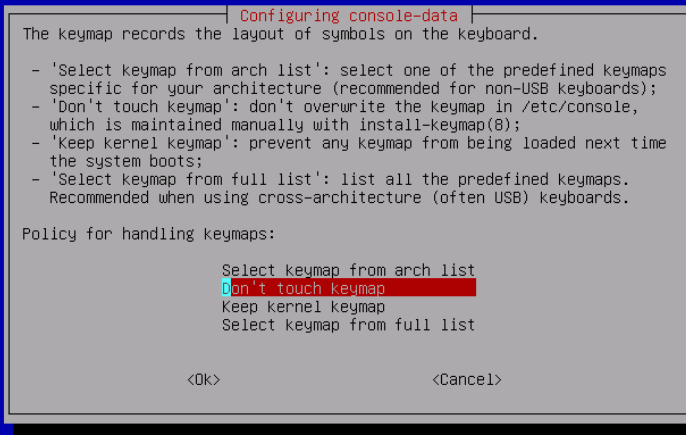 Configuring console-data
The keymap records the layout of symbols on the keyboard.
- 'Select keymap from arch list': select one of the predefined keymaps
specific for your architecture (recommended for non-USB keyboards);
- 'Don't touch keymap': don't overwrite the keymap in /etc/console,
which is maintained manually with install-keymap(8);
- 'Keep kernel keymap': prevent any keymap from being loaded next time
the system boots;
- 'Select keymap from full list': list all the predefined keymaps.
Recommended when using cross-architecture (often USB) keyboards.
Policy for handling keymaps:
Select keymap from arch list
Don't touch keymap
Keep kernel keymap
Select keymap from full list
<Ok> <Cancel>